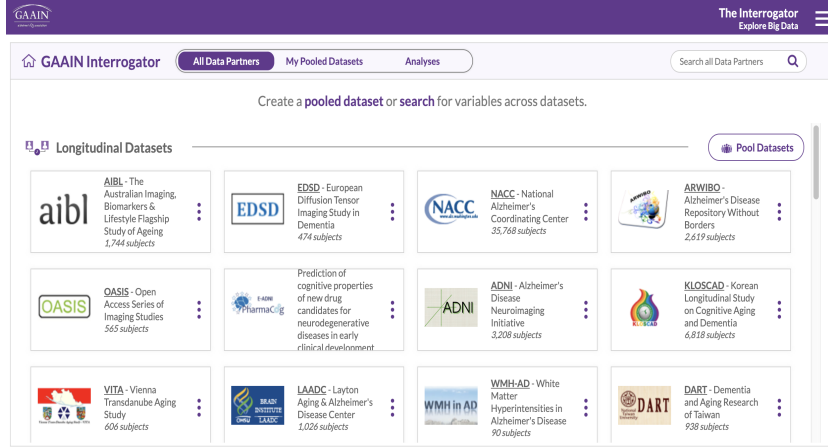 GAAIN
The Interrogator
Explore Big Data
GAAIN Interrogator
All Data Partners
My Pooled Datasets
Analyses
Search all Data Partners
Create a pooled dataset or search for variables across datasets.
Longitudinal Datasets
Pool Datasets
aibl
AIBL - The
Australian Imaging,
Biomarkers &
Lifestyle Flagship
Study of Ageing
1,744 subjects
EDSD
EDSD - European
Diffusion Tensor
Imaging Study in
Dementia
474 subjects
NACC
NACC - National
Alzheimer's
Coordinating Center
35,768 subjects
ARWIBO
ARWIBO -
Alzheimer's Disease
Repository Without
Borders
2,619 subjects
OASIS
OASIS - Open
Access Series of
Imaging Studies
565 subjects
E-ADNI
PharmaCog
Prediction of
cognitive properties
of new drug
candidates for
neurodegenerative
diseases in early
clinical development
ADNI
ADNI - Alzheimer's
Disease
Neuroimaging
Initiative
3,208 subjects
KLOSCAD
KLOSCAD - Korean
Longitudinal Study
on Cognitive Aging
and Dementia
6,818 subjects
VITA - Vienna
Transdanube Aging
Study
606 subjects
BRAIN
INSTITUTE
OHSU LAADC
LAADC - Layton
Aging & Alzheimer's
Disease Center
1,026 subjects
WMH in AD
WMH-AD - White
Matter
Hyperintensities in
Alzheimer's Disease
90 subjects
DART
DART - Dementia
and Aging Research
of Taiwan
938 subjects